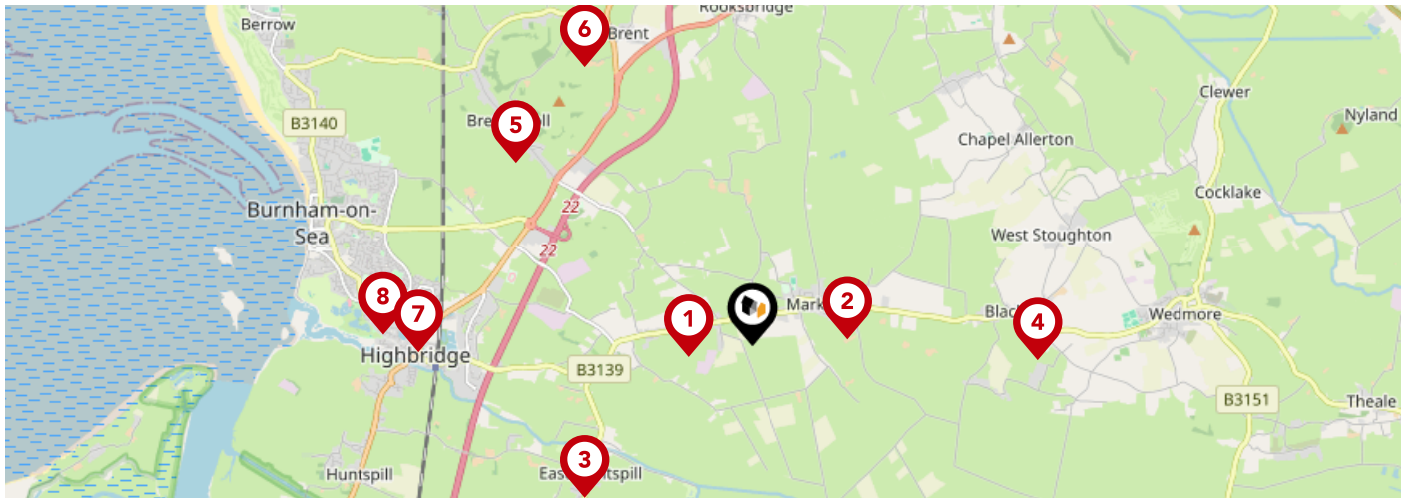 Rooksbridge
Berrow
6
Brent
Clewer
B3140
5
Nyland
Chapel Allerton
Cocklake
22
Burnham-on-
Sea
West Stoughton
22
8
7
1
Mark
2
4
Wedmore
Highbridge
B3139
B3151
Theale
3
Huntspill